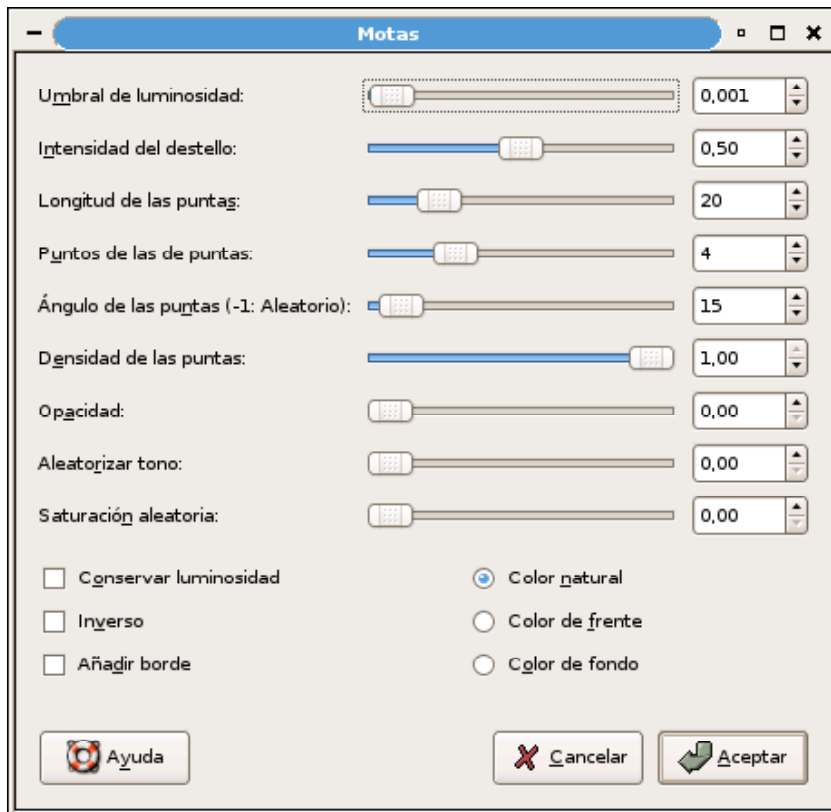 Motas
Umbral de luminosidad: 0,001
Intensidad del destello: 0,50
Longitud de las puntas: 20
Puntos de las de puntas: 4
Ángulo de las puntas (-1: Aleatorio): 15
Densidad de las puntas: 1,00
Opacidad: 0,00
Aleatorizar tono: 0,00
Saturación aleatoria: 0,00
Conservar luminosidad Color natural
Inverso Color de frente
Añadir borde Color de fondo
Ayuda Cancelar Aceptar